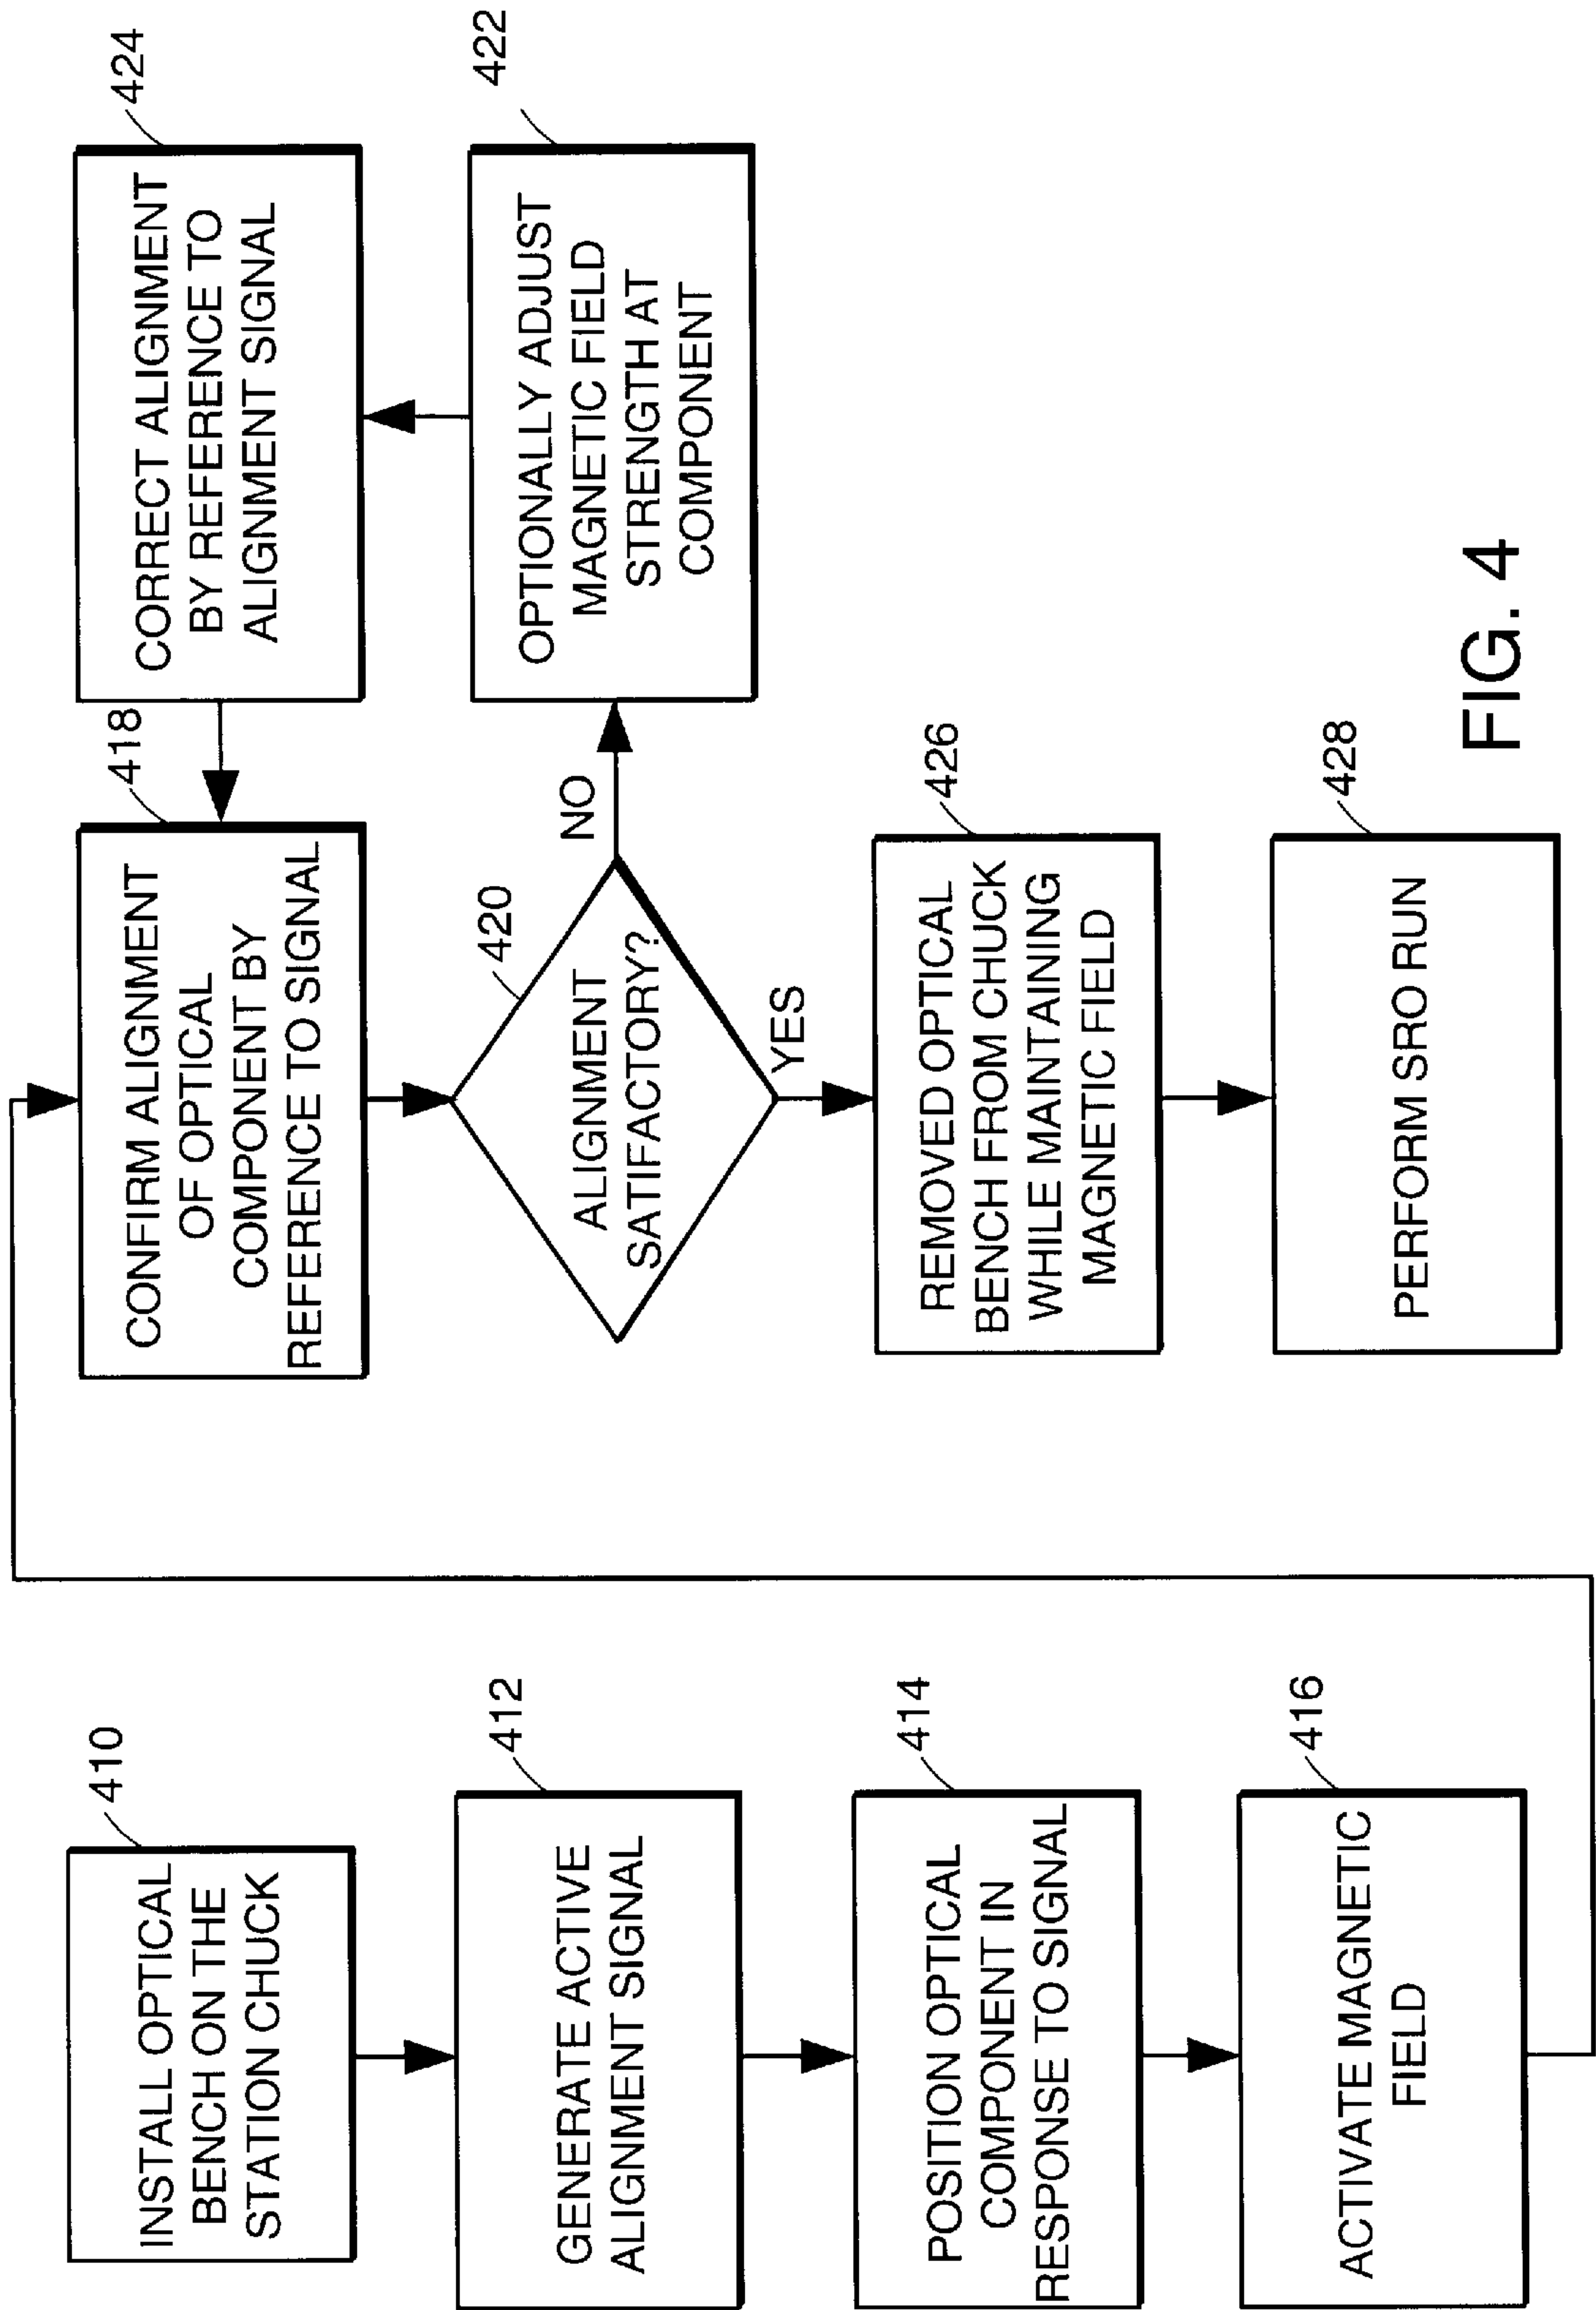 410
INSTALL OPTICAL
BENCH ON THE
STATION CHUCK
412
GENERATE ACTIVE
ALIGNMENT SIGNAL
414
POSITION OPTICAL
COMPONENT IN
RESPONSE TO SIGNAL
416
ACTIVATE MAGNETIC
FIELD
418
CONFIRM ALIGNMENT
OF OPTICAL
COMPONENT BY
REFERENCE TO SIGNAL
420
ALIGNMENT
SATIFACTORY?
NO
YES
422
OPTIONALLY ADJUST
MAGNETIC FIELD
STRENGTH AT
COMPONENT
424
CORRECT ALIGNMENT
BY REFERENCE TO
ALIGNMENT SIGNAL
426
REMOVED OPTICAL
BENCH FROM CHUCK
WHILE MAINTAINING
MAGNETIC FIELD
428
PERFORM SRO RUN
FIG. 4